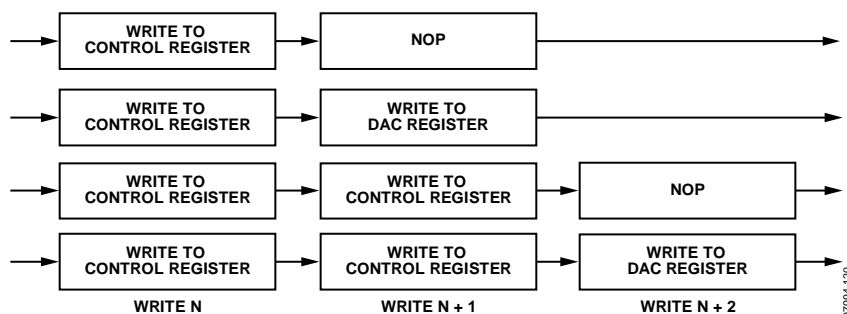 WRITE TO
CONTROL REGISTER
NOP
WRITE TO
CONTROL REGISTER
WRITE TO
DAC REGISTER
WRITE TO
CONTROL REGISTER
WRITE TO
CONTROL REGISTER
NOP
WRITE TO
CONTROL REGISTER
WRITE TO
CONTROL REGISTER
WRITE TO
DAC REGISTER
WRITE N
WRITE N + 1
WRITE N + 2